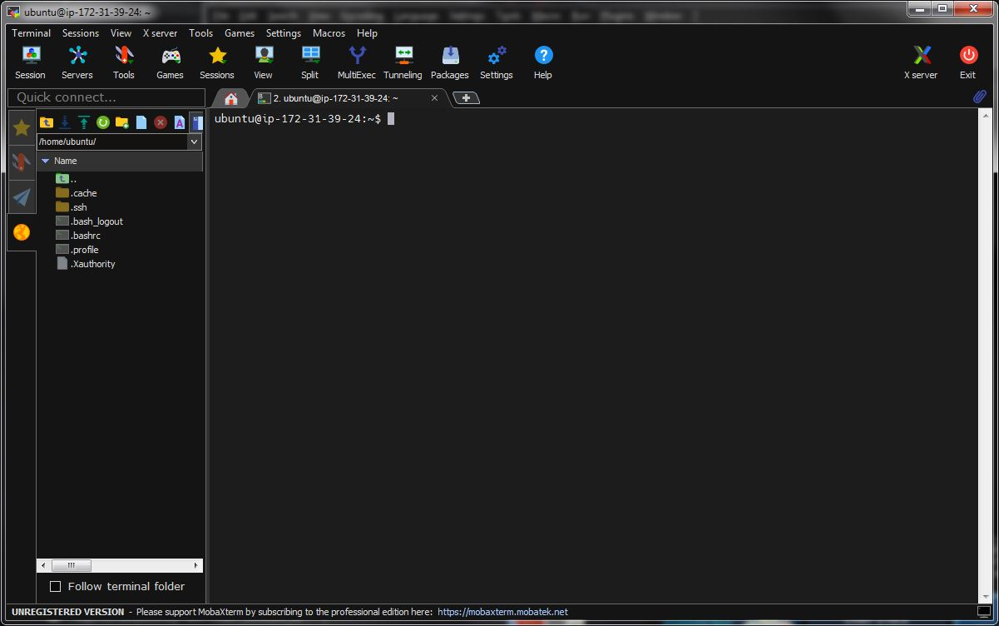 ubuntu@ip-172-31-39-24: ~
Terminal Sessions View X server Tools Games Settings Macros Help
Session Servers Tools Games Sessions View Split MultiExec Tunneling Packages Settings Help X server Exit
Quick connect...
2. ubuntu@ip-172-31-39-24: ~
/home/ubuntu/
Name
..
.cache
.ssh
.bash_logout
.bashrc
.profile
.Xauthority
ubuntu@ip-172-31-39-24:~$
Follow terminal folder
UNREGISTERED VERSION - Please support MobaXterm by subscribing to the professional edition here: https://mobaxterm.mobatek.net